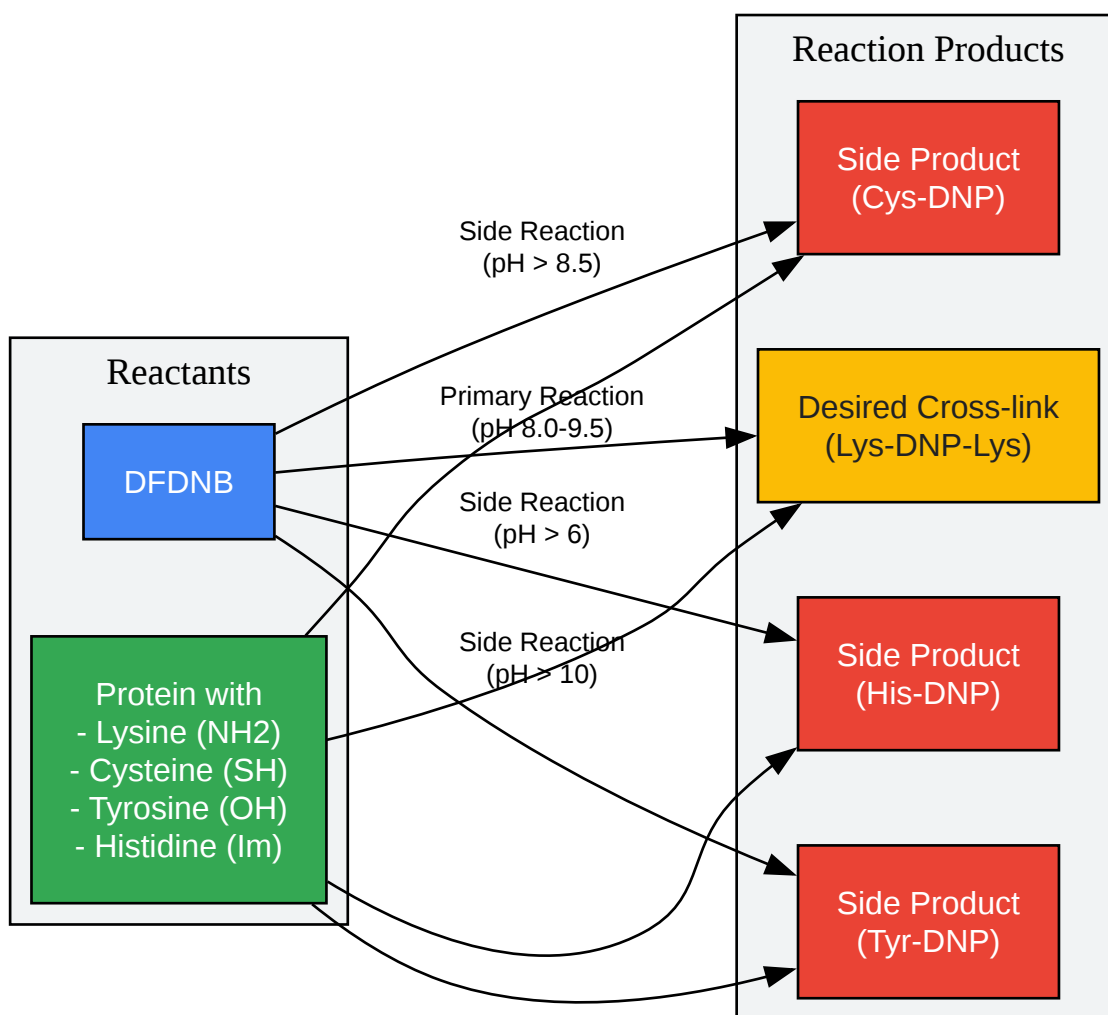 Reactants
DFDNB
Protein with
- Lysine (NH2)
- Cysteine (SH)
- Tyrosine (OH)
- Histidine (Im)
Side Reaction
(pH > 8.5)
Primary Reaction
(pH 8.0-9.5)
Side Reaction
(pH > 6)
Side Reaction
(pH > 10)
Reaction Products
Side Product
(Cys-DNP)
Desired Cross-link
(Lys-DNP-Lys)
Side Product
(His-DNP)
Side Product
(Tyr-DNP)